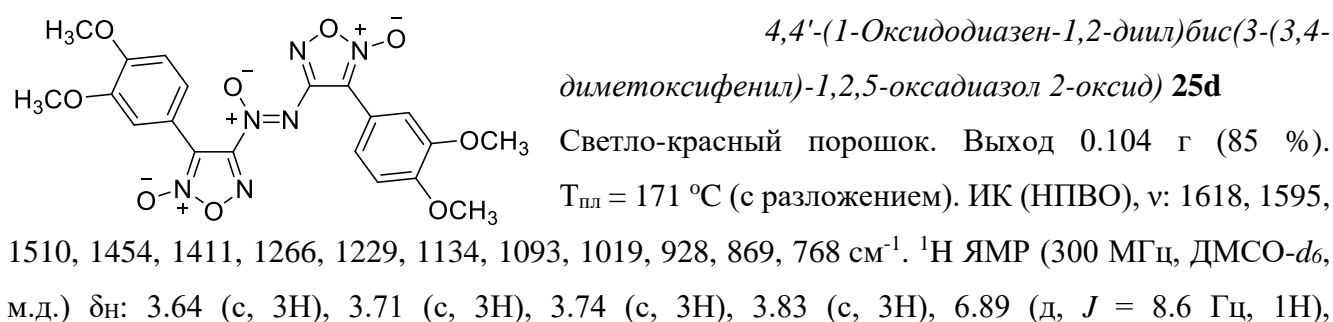 4,4'-(1-Оксидодиазен-1,2-диил)бис(3-(3,4-
диметоксифенил)-1,2,5-оксадиазол 2-оксид) 25d
Светло-красный порошок. Выход 0.104 г (85 %).
Tпл = 171 ºC (с разложением). ИК (НПВО), ν: 1618, 1595,
1510, 1454, 1411, 1266, 1229, 1134, 1093, 1019, 928, 869, 768 см-1. 1H ЯМР (300 МГц, ДМСО-d6,
м.д.) δH: 3.64 (с, 3H), 3.71 (с, 3H), 3.74 (с, 3H), 3.83 (с, 3H), 6.89 (д, J = 8.6 Гц, 1H),
H3CO
H3CO
O-
N+
N
O-
N+
O
N
N
O
N+
O-
OCH3
OCH3